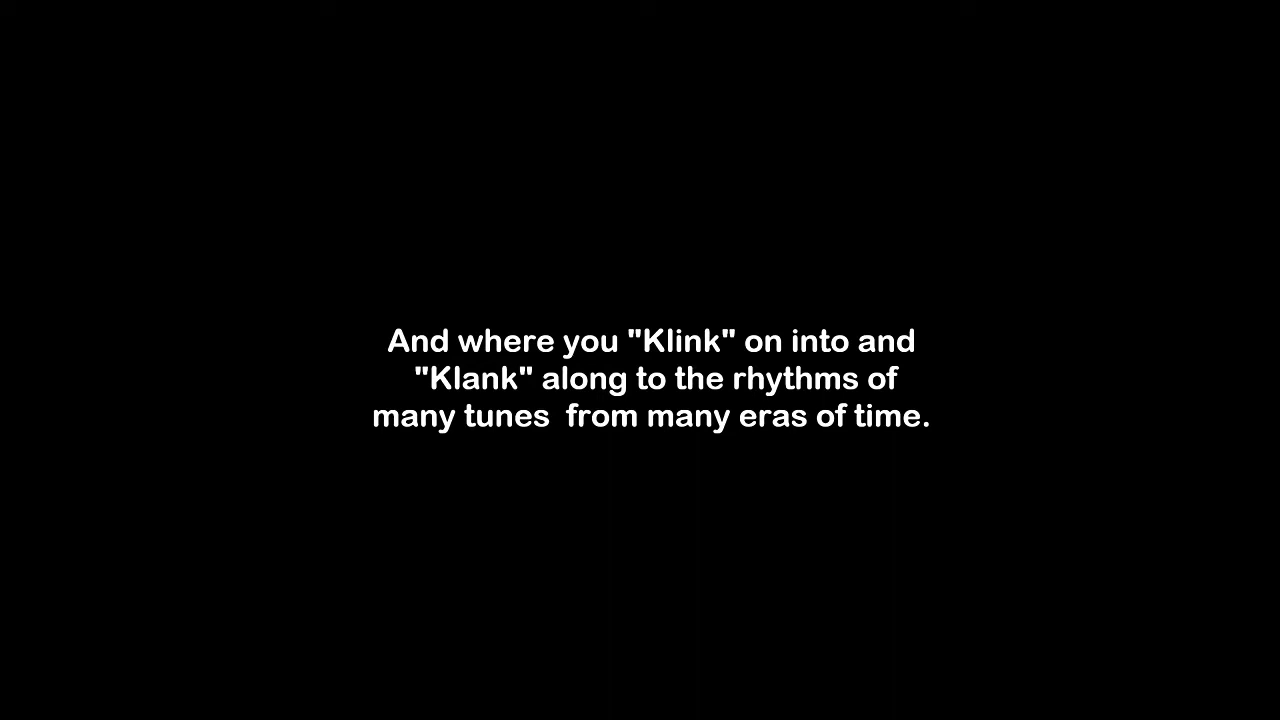 And where you "Klink" on into and
"Klank" along to the rhythms of
many tunes  from many eras of time.